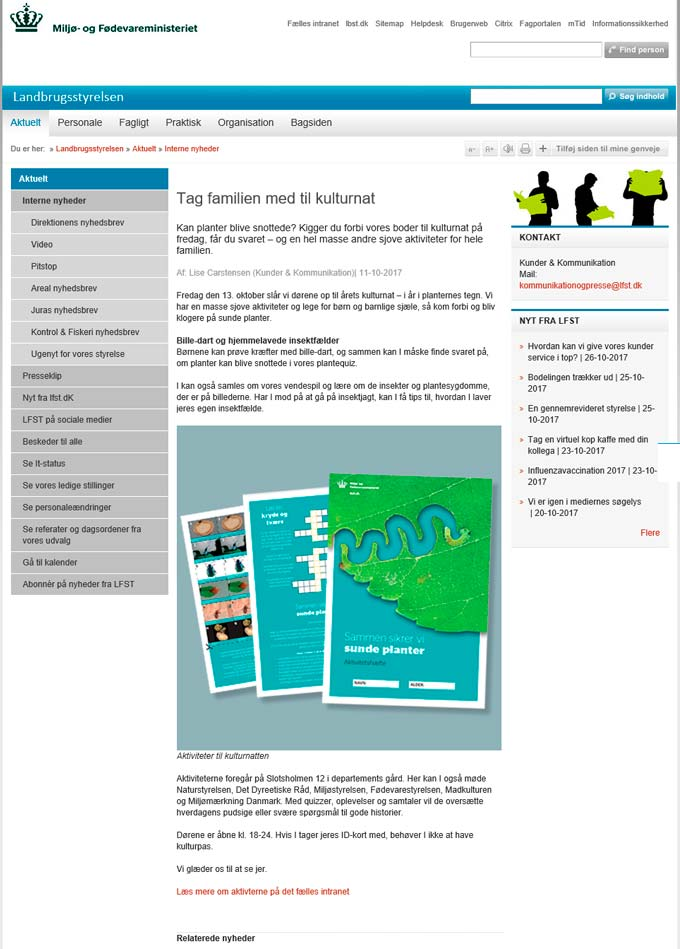 Miljø- og Fødevareministeriet
Fælles intranet lbst.dk Sitemap Helpdesk Brugerweb Citrix Fagportalen mTid Informationssikkerhed
Find person
Landbrugsstyrelsen
Søg indhold
Aktuelt Personale Fagligt Praktisk Organisation Bagsiden
Du er her: » Landbrugsstyrelsen » Aktuelt » Interne nyheder
A- A+ Tilføj siden til mine genveje
Aktuelt
Interne nyheder
Direktionens nyhedsbrev
Video
Pitstop
Areal nyhedsbrev
Juras nyhedsbrev
Kontrol & Fiskeri nyhedsbrev
Ugenyt for vores styrelse
Presseklip
Nyt fra lfst.dK
LFST på sociale medier
Beskeder til alle
Se It-status
Se vores ledige stillinger
Se personaleændringer
Se referater og dagsordener fra
vores udvalg
Gå til kalender
Abonnèr på nyheder fra LFST
Tag familien med til kulturnat
Kan planter blive snottede? Kigger du forbi vores boder til kulturnat på
fredag, får du svaret – og en hel masse andre sjove aktiviteter for hele
familien.
Af: Lise Carstensen (Kunder & Kommunikation)| 11-10-2017
Fredag den 13. oktober slår vi dørene op til årets kulturnat – i år i planternes tegn. Vi
har en masse sjove aktiviteter og lege for børn og barnlige sjæle, så kom forbi og bliv
klogere på sunde planter.
Bille-dart og hjemmelavede insektfælder
Børnene kan prøve kræfter med bille-dart, og sammen kan I måske finde svaret på,
om planter kan blive snottede i vores plantequiz.
I kan også samles om vores vendespil og lære om de insekter og plantesygdomme,
der er på billederne. Har I mod på at gå på insektjagt, kan I få tips til, hvordan I laver
jeres egen insektfælde.
kryds og
tværs
sunde planter
Sammen sikrer vi
sunde planter
Aktivitetshæfte
NAVN: ALDER:
Aktiviteter til kulturnatten
Aktiviteterne foregår på Slotsholmen 12 i departements gård. Her kan I også møde
Naturstyrelsen, Det Dyreetiske Råd, Miljøstyrelsen, Fødevarestyrelsen, Madkulturen
og Miljømærkning Danmark. Med quizzer, oplevelser og samtaler vil de oversætte
hverdagens pudsige eller svære spørgsmål til gode historier.
Dørene er åbne kl. 18-24. Hvis I tager jeres ID-kort med, behøver I ikke at have
kulturpas.
Vi glæder os til at se jer.
Læs mere om aktivterne på det fælles intranet
Relaterede nyheder
KONTAKT
Kunder & Kommunikation
Mail:
kommunikationogpresse@lfst.dk
NYT FRA LFST
» Hvordan kan vi give vores kunder
service i top? | 26-10-2017
» Bodelingen trækker ud | 25-
10-2017
» En gennemrevideret styrelse | 25-
10-2017
» Tag en virtuel kop kaffe med din
kollega | 23-10-2017
» Influenzavaccination 2017 | 23-10-
2017
» Vi er igen i mediernes søgelys
| 20-10-2017
Flere